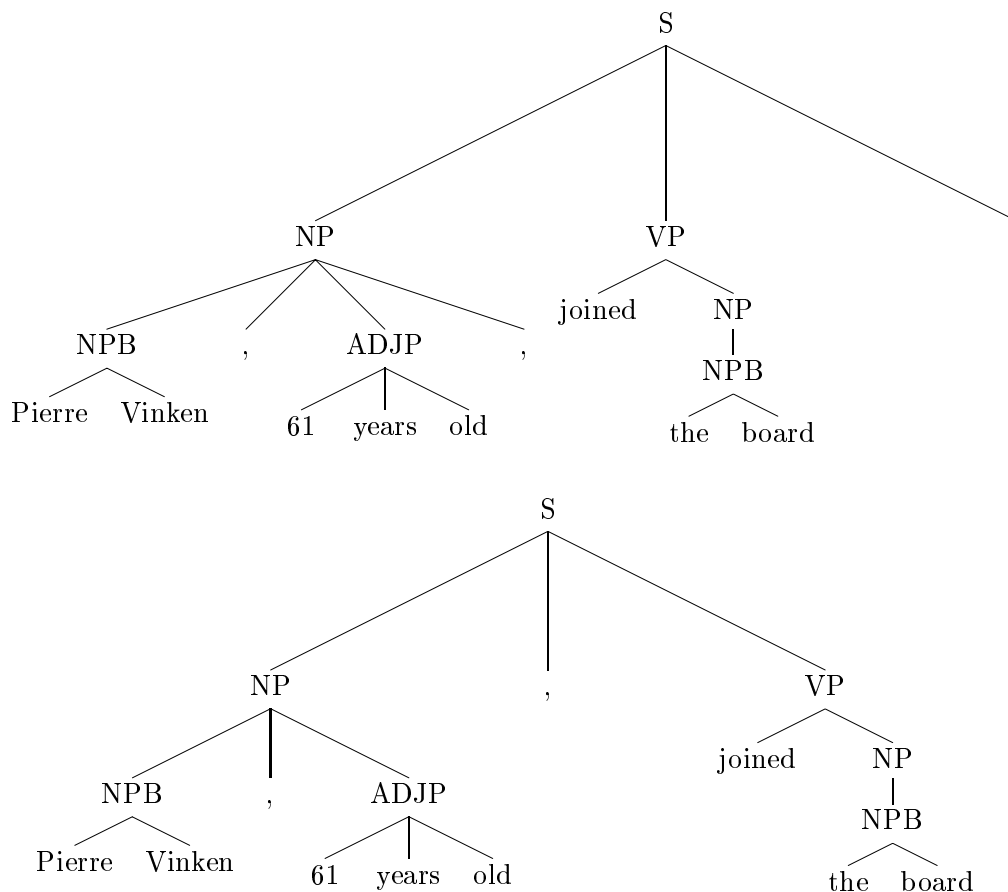 S
NP VP
joined NP
NPB , ADJP ,
NPB
Pierre Vinken 61 years old
the board
S
NP , VP
joined NP
NPB , ADJP
NPB
Pierre Vinken 61 years old
the board